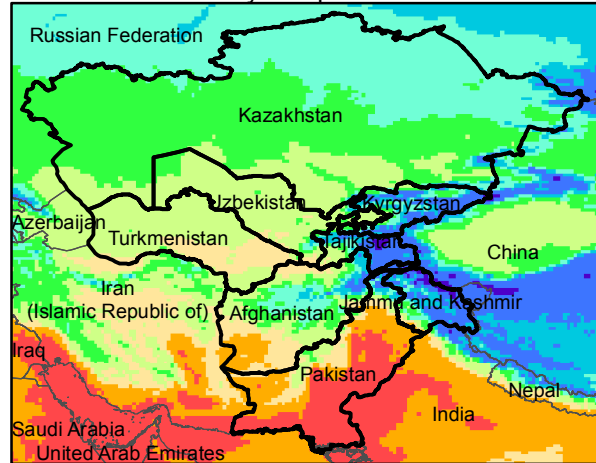 Russian Federation
Kazakhstan
Uzbekistan
Kyrgyzstan
Azerbaijan
Turkmenistan
Tajikistan
China
Iran
(Islamic Republic of)
Afghanistan
Jammu and Kashmir
Iraq
Pakistan
Nepal
India
Saudi Arabia
United Arab Emirates